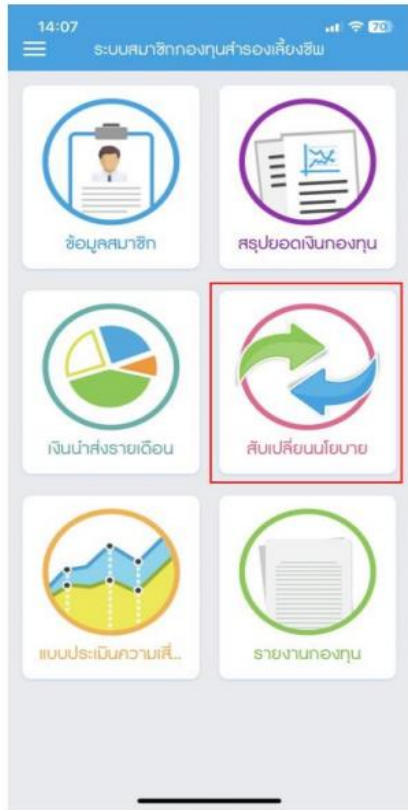 14:07
70
ระบบสมาชิกกองทุนสำรองเลี้ยงชีพ
ข้อมูลสมาชิก
สรุปยอดเงินกองทุน
เงินนำส่งรายเดือน
สับเปลี่ยนนโยบาย
แบบประเมินความเสี่...
รายงานกองทุน